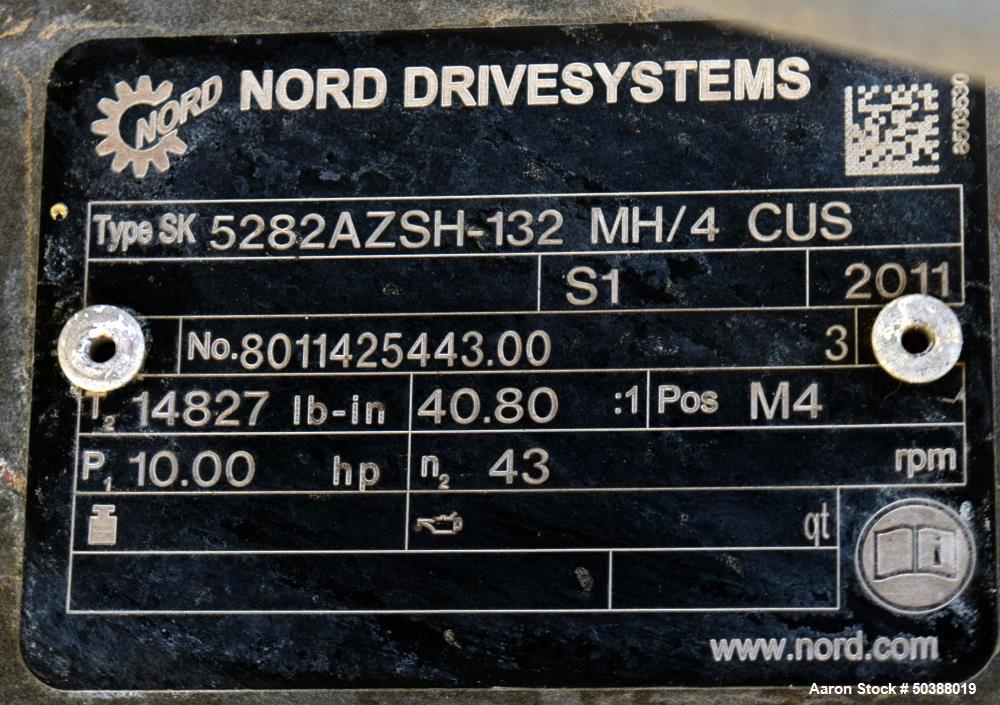 NORD
NORD DRIVESYSTEMS
Type SK 5282AZSH-132 MH/4 CUS
S1 2011
No.8011425443.00 3
T2 14827 lb-in 40.80 :1 Pos M4
P1 10.00 hp n2 43 rpm
qt
i
www.nord.com
Aaron Stock # 50388019